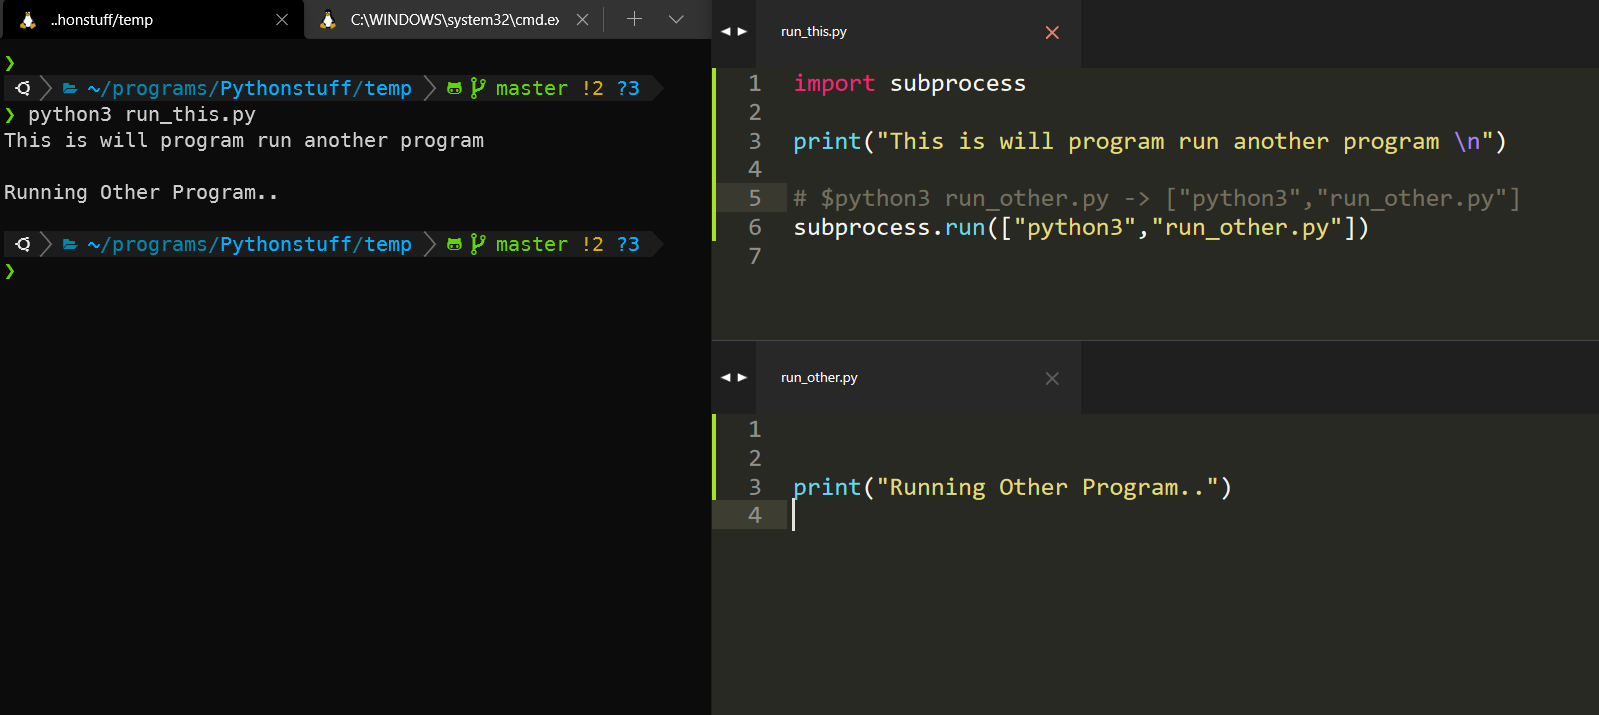 ..honstuff/temp
C:\WINDOWS\system32\cmd.ex
❯
~/programs/Pythonstuff/temp master !2 ?3
❯ python3 run_this.py
This is will program run another program
Running Other Program..
~/programs/Pythonstuff/temp master !2 ?3
❯
run_this.py
1 import subprocess
2
3 print("This is will program run another program \n")
4
5 # $python3 run_other.py -> ["python3","run_other.py"]
6 subprocess.run(["python3","run_other.py"])
7
run_other.py
1
2
3 print("Running Other Program..")
4